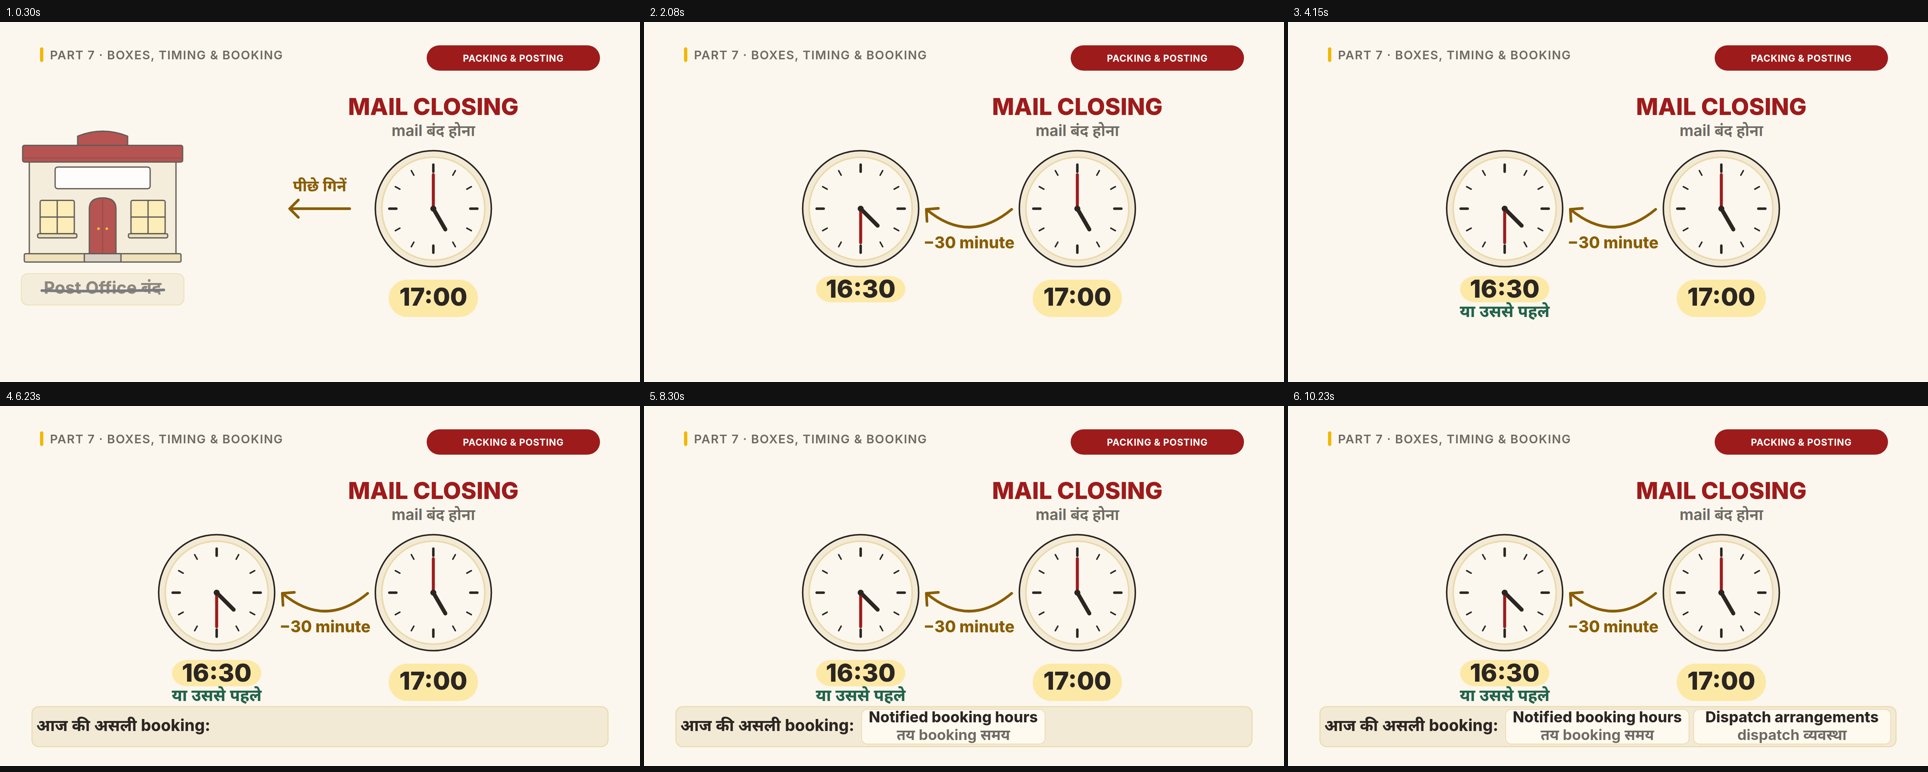 1. 0.30s
PART 7 · BOXES, TIMING & BOOKING
PACKING & POSTING
MAIL CLOSING
mail बंद होना
पीछे गिनें
Post Office बंद
17:00
2. 2.08s
PART 7 · BOXES, TIMING & BOOKING
PACKING & POSTING
MAIL CLOSING
mail बंद होना
−30 minute
16:30
17:00
3. 4.15s
PART 7 · BOXES, TIMING & BOOKING
PACKING & POSTING
MAIL CLOSING
mail बंद होना
−30 minute
16:30
17:00
या उससे पहले
4. 6.23s
PART 7 · BOXES, TIMING & BOOKING
PACKING & POSTING
MAIL CLOSING
mail बंद होना
−30 minute
16:30
17:00
या उससे पहले
आज की असली booking:
5. 8.30s
PART 7 · BOXES, TIMING & BOOKING
PACKING & POSTING
MAIL CLOSING
mail बंद होना
−30 minute
16:30
17:00
या उससे पहले
आज की असली booking:
Notified booking hours
तय booking समय
6. 10.23s
PART 7 · BOXES, TIMING & BOOKING
PACKING & POSTING
MAIL CLOSING
mail बंद होना
−30 minute
16:30
17:00
या उससे पहले
आज की असली booking:
Notified booking hours
तय booking समय
Dispatch arrangements
dispatch व्यवस्था